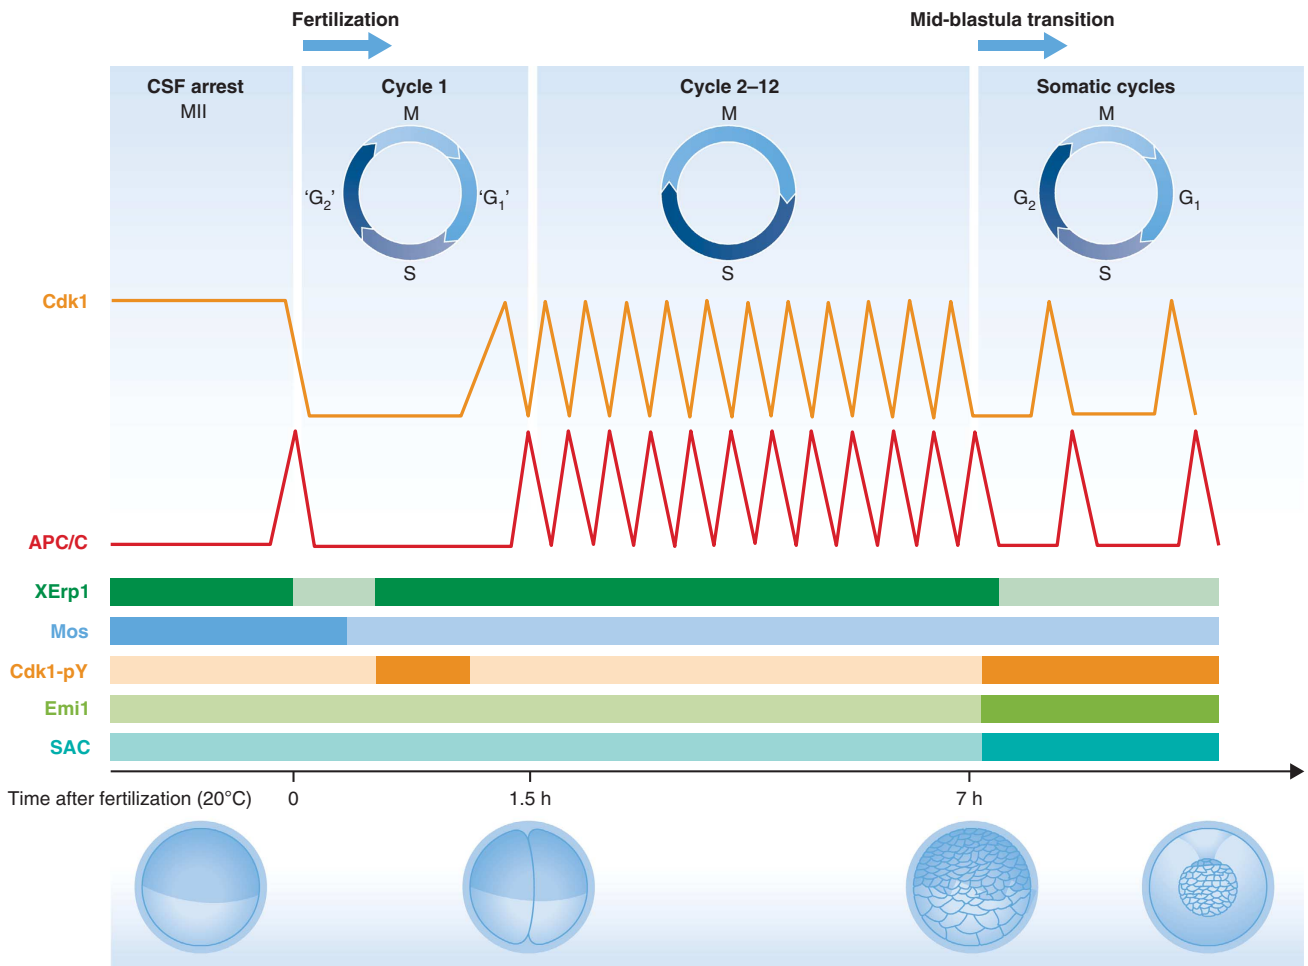 Fertilization
Mid-blastula transition
CSF arrest
MII
Cycle 1
M
'G2'
'G1'
S
Cycle 2–12
M
S
Somatic cycles
M
G2
G1
S
Cdk1
APC/C
XErp1
Mos
Cdk1-pY
Emi1
SAC
Time after fertilization (20°C)
0
1.5 h
7 h